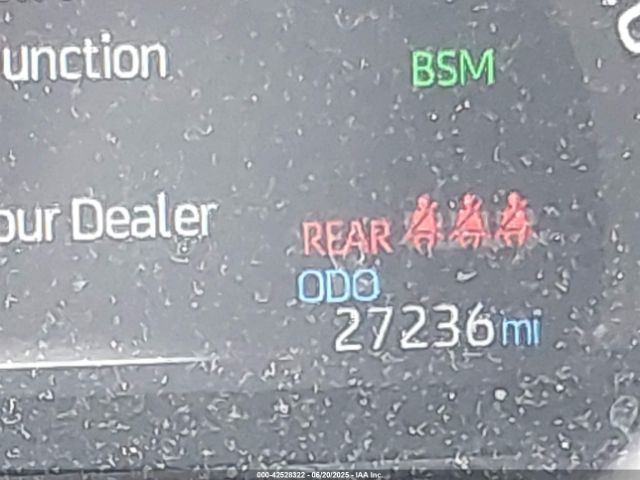 unction
BSM
our Dealer
REAR
ODO
27236 mi
000-42528322 - 06/20/2025 - IAA Inc.